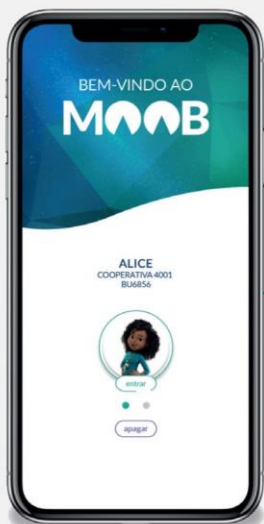 BEM-VINDO AO
MOOB
ALICE
COOPERATIVA 4001
BU6856
entrar
apagar